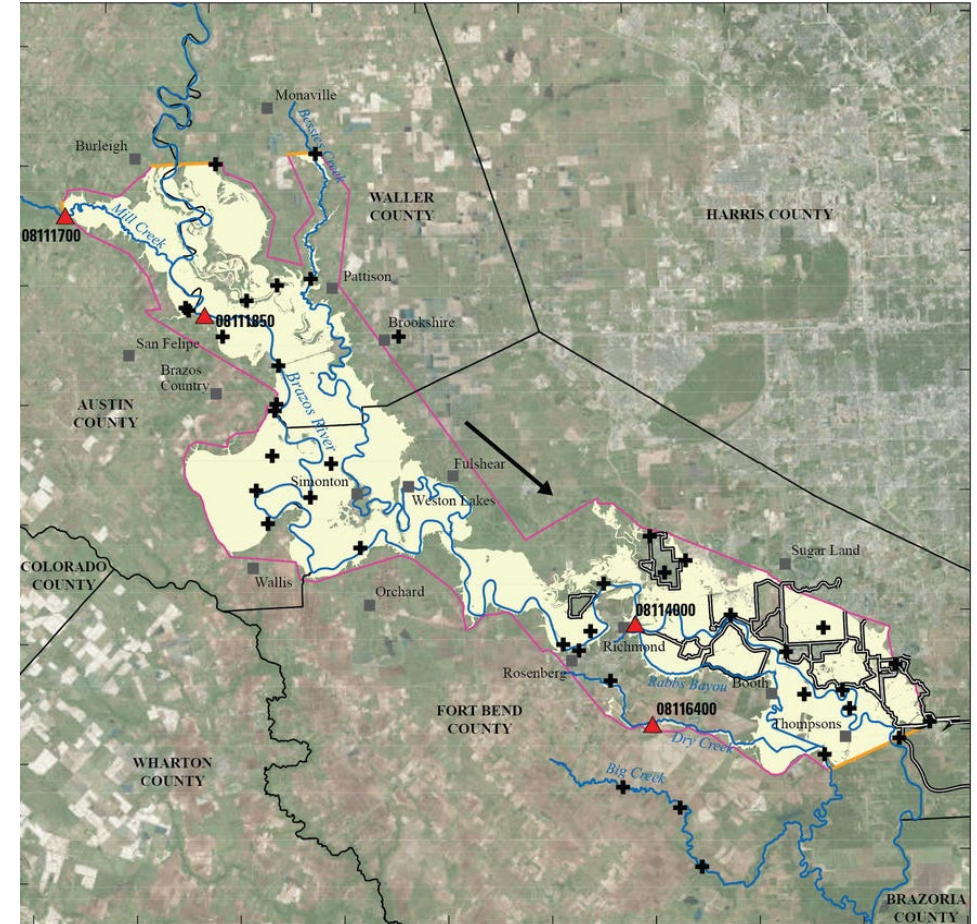 Monaville
Bessies Creek
Burleigh
WALLER
COUNTY
HARRIS COUNTY
Mill Creek
08111700
Pattison
08111850
Brookshire
San Felipe
Brazos
Country
Brazos River
AUSTIN
COUNTY
Fulshear
Simonton
Weston Lakes
Sugar Land
COLORADO
COUNTY
Wallis
Orchard
08114000
Richmond
Rosenberg
Rabbs Bayou
Booth
08116400
FORT BEND
COUNTY
Thompsons
Dry Creek
WHARTON
COUNTY
Big Creek
BRAZORIA
COUNTY